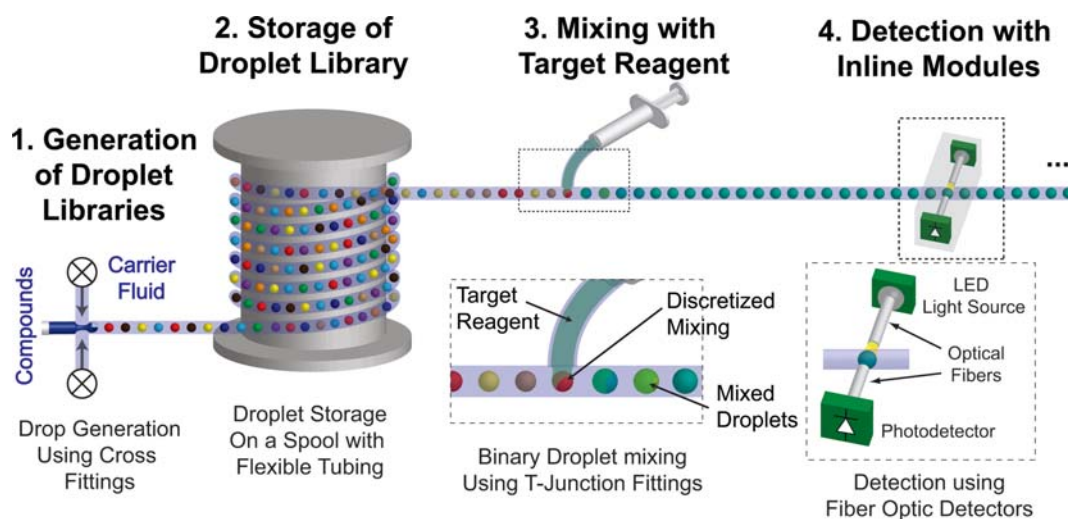 1. Generation
of Droplet
Libraries
Compounds
Carrier
Fluid
Drop Generation
Using Cross
Fittings
2. Storage of
Droplet Library
Droplet Storage
On a Spool with
Flexible Tubing
3. Mixing with
Target Reagent
Target
Reagent
Discretized
Mixing
Mixed
Droplets
Binary Droplet mixing
Using T-Junction Fittings
4. Detection with
Inline Modules
...
LED
Light Source
Optical
Fibers
Photodetector
Detection using
Fiber Optic Detectors